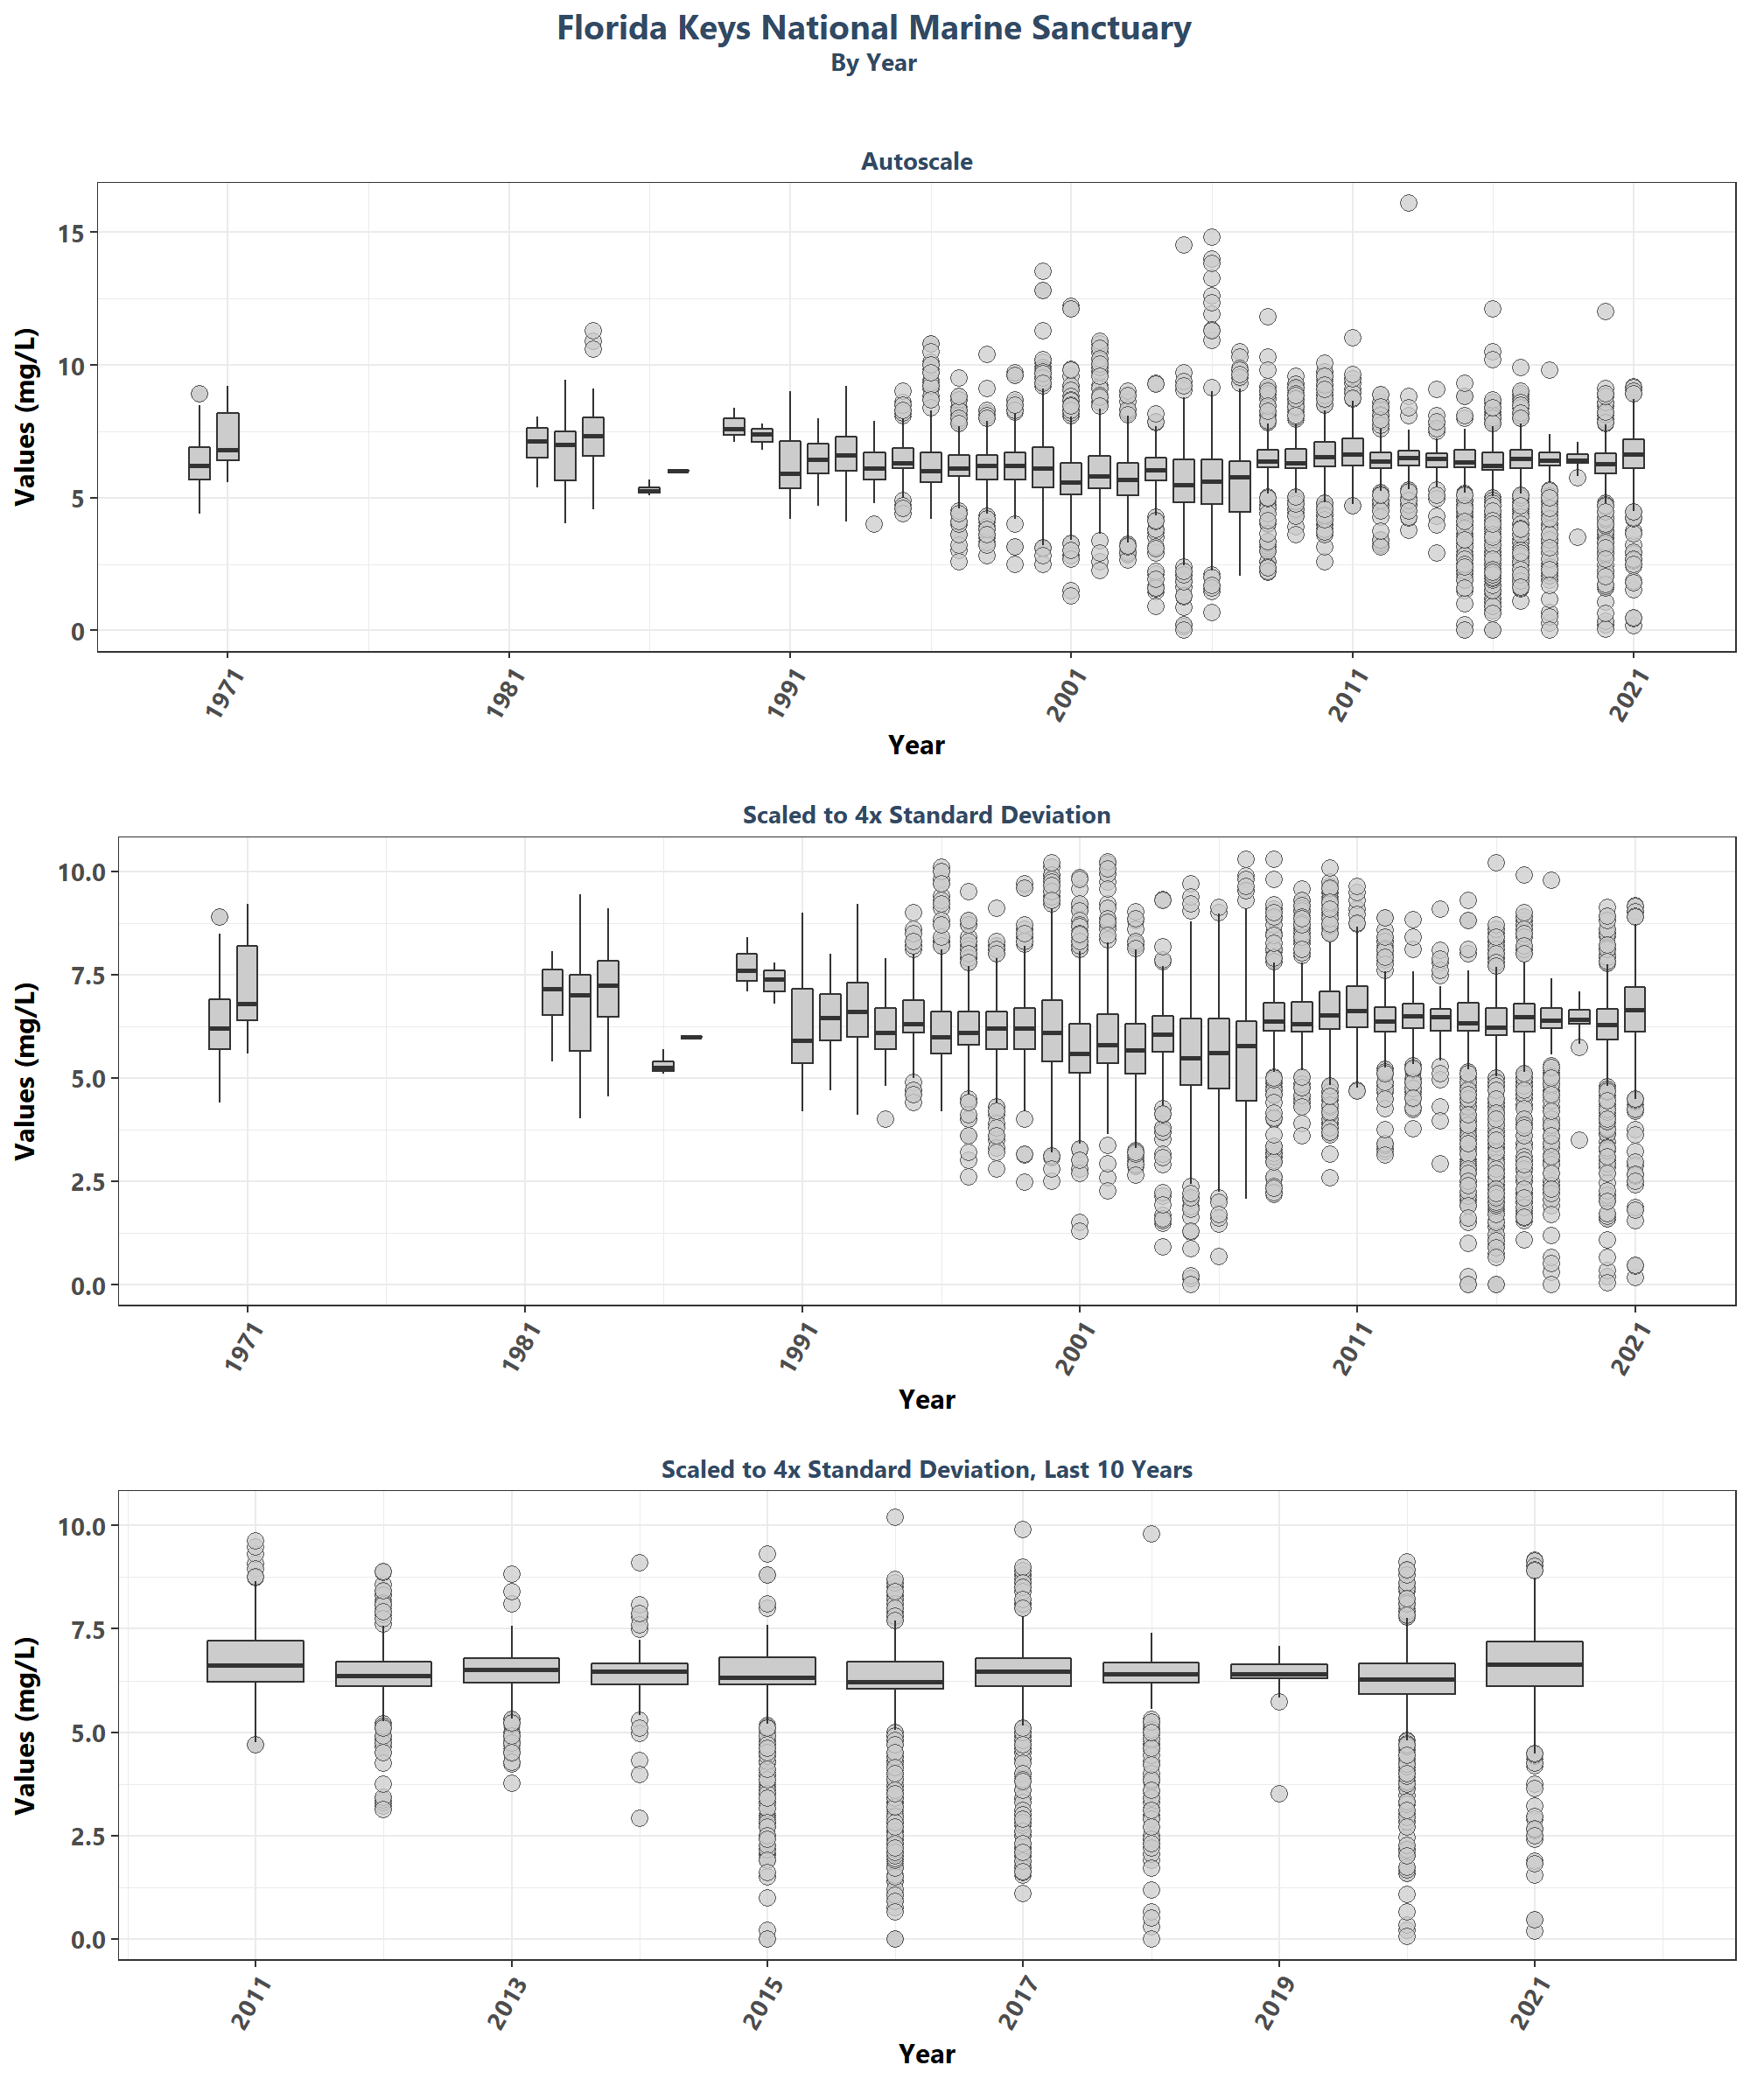 Florida Keys National Marine Sanctuary
By Year
Autoscale
Values (mg/L)
15
10
5
0
1971
1981
1991
2001
2011
2021
Year
Scaled to 4x Standard Deviation
Values (mg/L)
10.0
7.5
5.0
2.5
0.0
1971
1981
1991
2001
2011
2021
Year
Scaled to 4x Standard Deviation, Last 10 Years
Values (mg/L)
10.0
7.5
5.0
2.5
0.0
2011
2013
2015
2017
2019
2021
Year